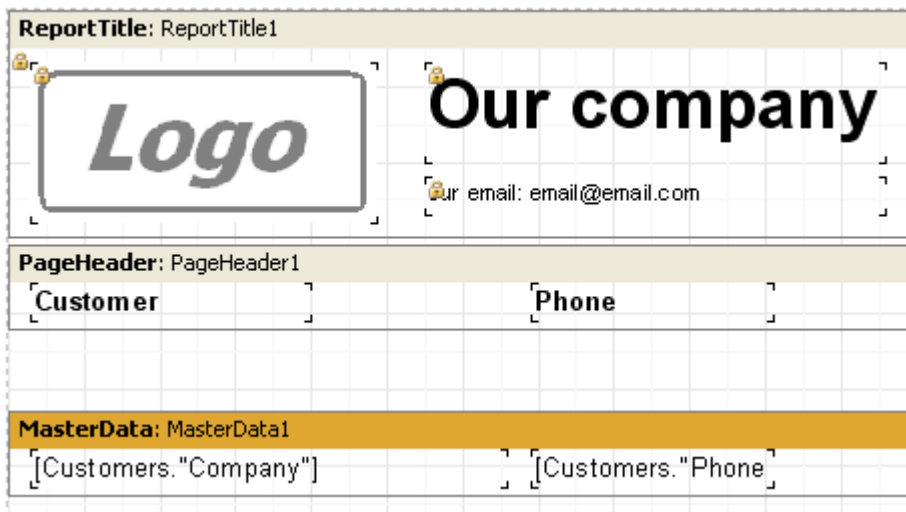 ReportTitle: ReportTitle1
Logo
Our company
ur email: email@email.com
PageHeader: PageHeader1
Customer Phone
MasterData: MasterData1
[Customers."Company"] [Customers."Phone